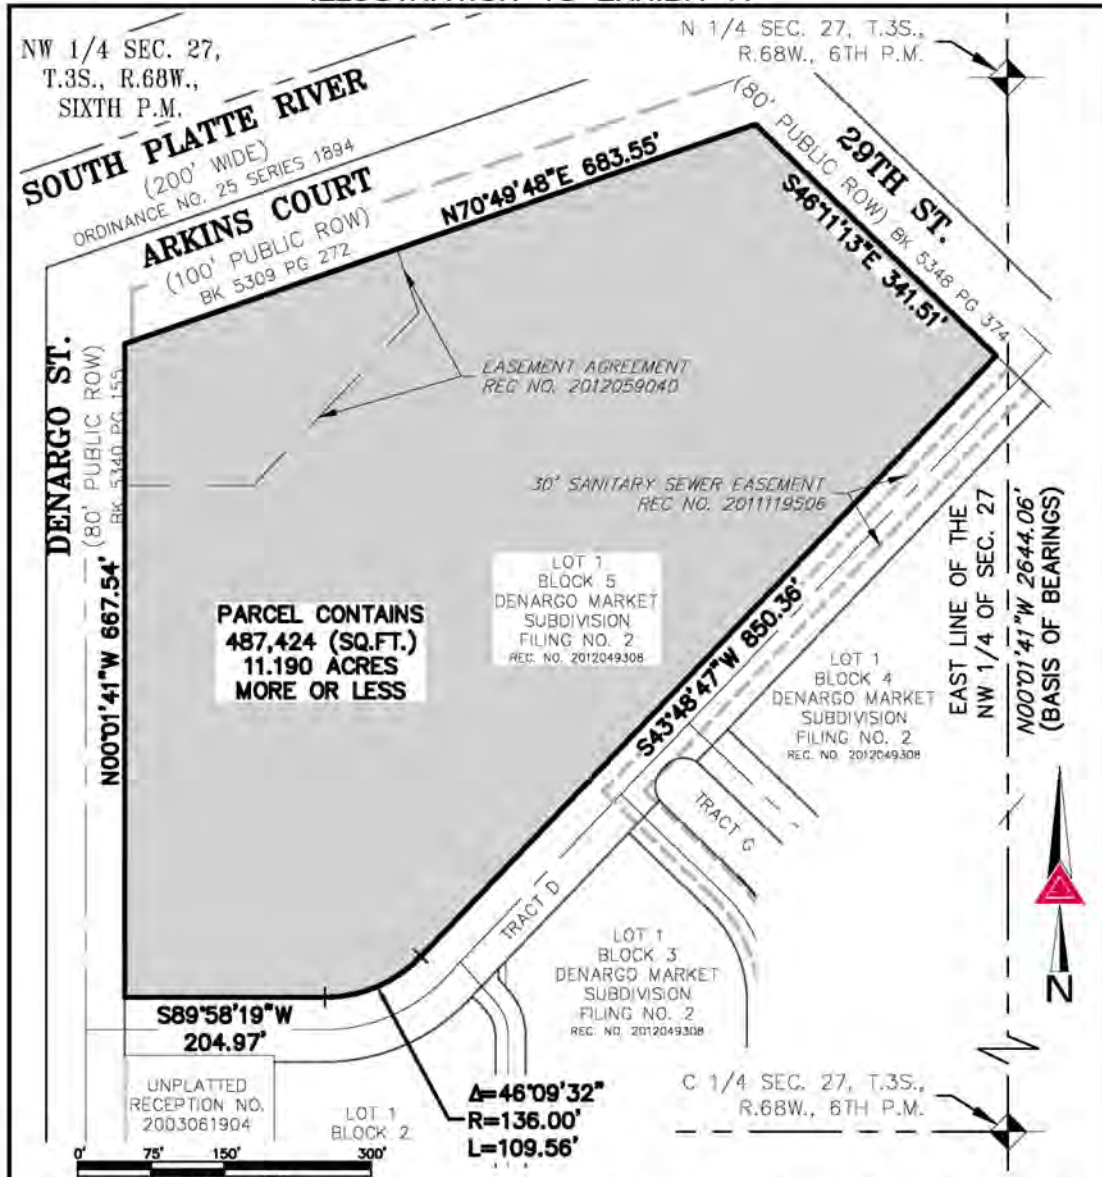 NW 1/4 SEC. 27,
T.3S., R.68W.,
SIXTH P.M.
N 1/4 SEC. 27, T.3S.,
R.68W., 6TH P.M.
SOUTH PLATTE RIVER
(200' WIDE)
ORDINANCE NO. 25 SERIES 1894
ARKINS COURT
(100' PUBLIC ROW)
BK 5309 PG 272
N70°49'48"E 683.55'
29TH ST.
(80' PUBLIC ROW) BK 5348 PG 374
S46°11'13"E 341.51'
DENARGO ST.
(80' PUBLIC ROW)
BK 5340 PG 155
N00°01'41"W 667.54'
EASEMENT AGREEMENT
REC NO. 2012059040
30' SANITARY SEWER EASEMENT
REC NO. 2011119506
LOT 1
BLOCK 5
DENARGO MARKET
SUBDIVISION
FILING NO. 2
REC. NO. 2012049308
PARCEL CONTAINS
487,424 (SQ.FT.)
11.190 ACRES
MORE OR LESS
S43°48'47"W 850.36'
EAST LINE OF THE
NW 1/4 OF SEC. 27
N00°01'41"W 2644.06'
(BASIS OF BEARINGS)
LOT 1
BLOCK 4
DENARGO MARKET
SUBDIVISION
FILING NO. 2
REC. NO. 2012049308
TRACT G
TRACT D
LOT 1
BLOCK 3
DENARGO MARKET
SUBDIVISION
FILING NO. 2
REC. NO. 2012049308
N
S89°58'19"W
204.97'
UNPLATTED
RECEPTION NO.
2003061904
LOT 1
BLOCK 2
Δ=46°09'32"
R=136.00'
L=109.56'
C 1/4 SEC. 27, T.3S.,
R.68W., 6TH P.M.
0' 75' 150' 300'